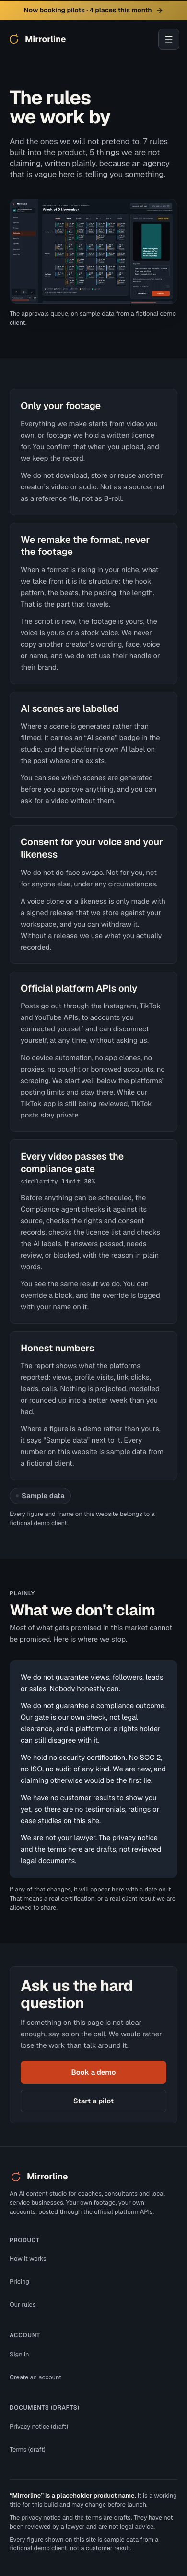 Now booking pilots · 4 places this month →
Mirrorline
The rules
we work by
And the ones we will not pretend to. 7 rules
built into the product, 5 things we are not
claiming, written plainly, because an agency
that is vague here is telling you something.
Week of 9 November
The approvals queue, on sample data from a fictional demo
client.
Only your footage
Everything we make starts from video you
own, or footage we hold a written licence
for. You confirm that when you upload, and
we keep the record.
We do not download, store or reuse another
creator’s video or audio. Not as a source, not
as a reference file, not as B-roll.
We remake the format, never
the footage
When a format is rising in your niche, what
we take from it is its structure: the hook
pattern, the beats, the pacing, the length.
That is the part that travels.
The script is new, the footage is yours, the
voice is yours or a stock voice. We never
copy another creator’s wording, face, voice
or name, and we do not use their handle or
their brand.
AI scenes are labelled
Where a scene is generated rather than
filmed, it carries an “AI scene” badge in the
studio, and the platform’s own AI label on
the post where one exists.
You can see which scenes are generated
before you approve anything, and you can
ask for a video without them.
Consent for your voice and your
likeness
We do not do face swaps. Not for you, not
for anyone else, under any circumstances.
A voice clone or a likeness is only made with
a signed release that we store against your
workspace, and you can withdraw it.
Without a release we use what you actually
recorded.
Official platform APIs only
Posts go out through the Instagram, TikTok
and YouTube APIs, to accounts you
connected yourself and can disconnect
yourself, at any time, without asking us.
No device automation, no app clones, no
proxies, no bought or borrowed accounts, no
scraping. We start well below the platforms’
posting limits and stay there. While our
TikTok app is still being reviewed, TikTok
posts stay private.
Every video passes the
compliance gate
similarity limit 30%
Before anything can be scheduled, the
Compliance agent checks it against its
source, checks the rights and consent
records, checks the licence list and checks
the AI labels. It answers passed, needs
review, or blocked, with the reason in plain
words.
You see the same result we do. You can
override a block, and the override is logged
with your name on it.
Honest numbers
The report shows what the platforms
reported: views, profile visits, link clicks,
leads, calls. Nothing is projected, modelled
or rounded up into a better week than you
had.
Where a figure is a demo rather than yours,
it says “Sample data” next to it. Every
number on this website is sample data from
a fictional client.
Sample data
Every figure and frame on this website belongs to a
fictional demo client.
PLAINLY
What we don’t claim
Most of what gets promised in this market cannot
be promised. Here is where we stop.
We do not guarantee views, followers, leads
or sales. Nobody honestly can.
We do not guarantee a compliance outcome.
Our gate is our own check, not legal
clearance, and a platform or a rights holder
can still disagree with it.
We hold no security certification. No SOC 2,
no ISO, no audit of any kind. We are new, and
claiming otherwise would be the first lie.
We have no customer results to show you
yet, so there are no testimonials, ratings or
case studies on this site.
We are not your lawyer. The privacy notice
and the terms here are drafts, not reviewed
legal documents.
If any of that changes, it will appear here with a date on it.
That means a real certification, or a real client result we are
allowed to share.
Ask us the hard
question
If something on this page is not clear
enough, say so on the call. We would rather
lose the work than talk around it.
Book a demo
Start a pilot
Mirrorline
An AI content studio for coaches, consultants and local
service businesses. Your own footage, your own
accounts, posted through the official platform APIs.
PRODUCT
How it works
Pricing
Our rules
ACCOUNT
Sign in
Create an account
DOCUMENTS (DRAFTS)
Privacy notice (draft)
Terms (draft)
“Mirrorline” is a placeholder product name. It is a working
title for this build and may change before launch.
The privacy notice and the terms are drafts. They have not
been reviewed by a lawyer and are not legal advice.
Every figure shown on this site is sample data from a
fictional demo client, not a customer result.